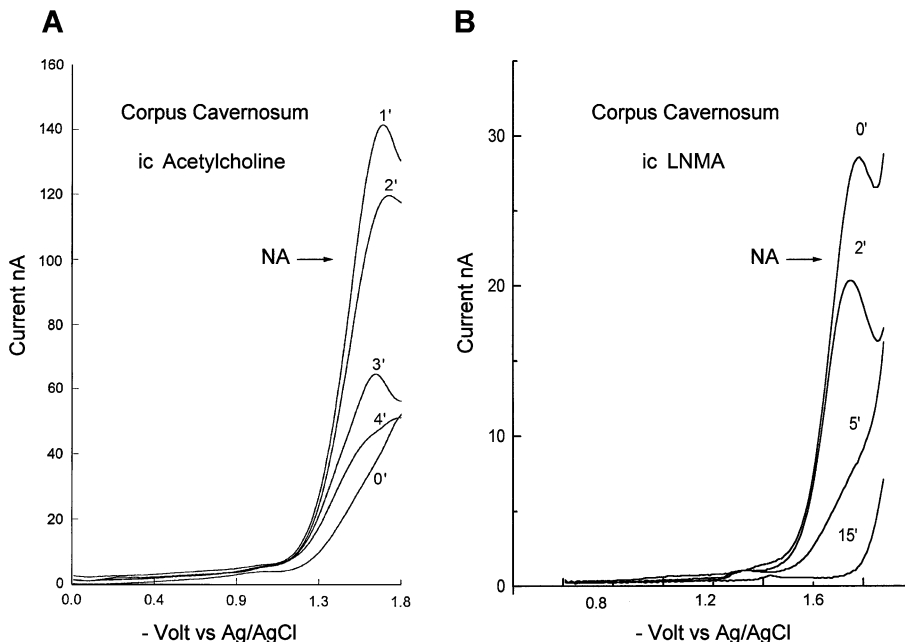 A
160
140
120
100
80
60
40
20
0
Current nA
Corpus Cavernosum
ic Acetylcholine
NA
1'
2'
3'
4'
0'
0.0 0.4 0.9 1.3 1.8
- Volt vs Ag/AgCl
B
30
20
10
0
Current nA
Corpus Cavernosum
ic LNMA
NA
0'
2'
5'
15'
0.8 1.2 1.6
- Volt vs Ag/AgCl